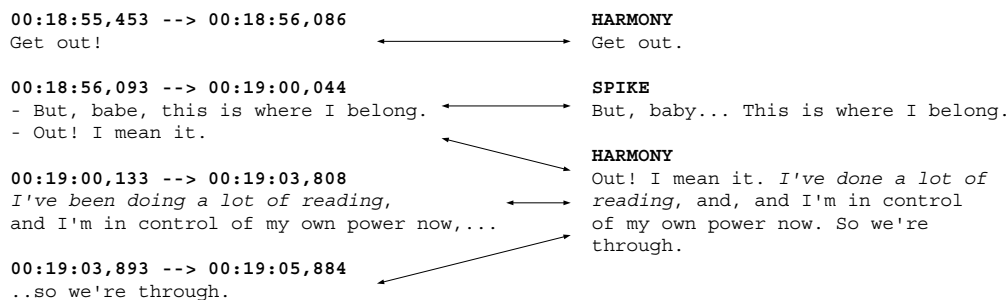 00:18:55,453 --> 00:18:56,086
Get out!
00:18:56,093 --> 00:19:00,044
- But, babe, this is where I belong.
- Out! I mean it.
00:19:00,133 --> 00:19:03,808
I've been doing a lot of reading,
and I'm in control of my own power now,...
00:19:03,893 --> 00:19:05,884
..so we're through.
HARMONY
Get out.
SPIKE
But, baby... This is where I belong.
HARMONY
Out! I mean it. I've done a lot of
reading, and, and I'm in control
of my own power now. So we're
through.